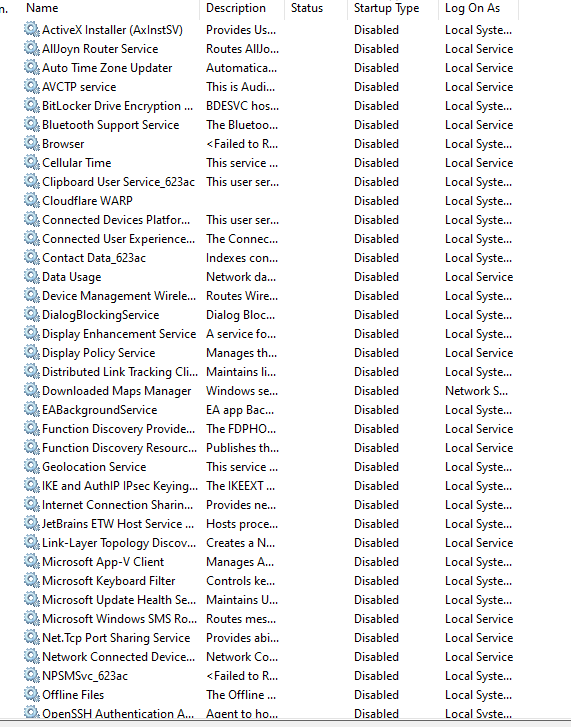 n. Name Description Status Startup Type Log On As
ActiveX Installer (AxInstSV) Provides Us... Disabled Local Syste...
AllJoyn Router Service Routes AllJo... Disabled Local Service
Auto Time Zone Updater Automatica... Disabled Local Service
AVCTP service This is Audi... Disabled Local Service
BitLocker Drive Encryption ... BDESVC hos... Disabled Local Syste...
Bluetooth Support Service The Bluetoo... Disabled Local Service
Browser <Failed to R... Disabled Local Syste...
Cellular Time This service ... Disabled Local Service
Clipboard User Service_623ac This user ser... Disabled Local Syste...
Cloudflare WARP Disabled Local Syste...
Connected Devices Platfor... This user ser... Disabled Local Syste...
Connected User Experience... The Connec... Disabled Local Syste...
Contact Data_623ac Indexes con... Disabled Local Syste...
Data Usage Network da... Disabled Local Service
Device Management Wirele... Routes Wire... Disabled Local Syste...
DialogBlockingService Dialog Bloc... Disabled Local Syste...
Display Enhancement Service A service fo... Disabled Local Syste...
Display Policy Service Manages th... Disabled Local Service
Distributed Link Tracking Cli... Maintains li... Disabled Local Syste...
Downloaded Maps Manager Windows se... Disabled Network S...
EABackgroundService EA app Bac... Disabled Local Syste...
Function Discovery Provide... The FDPHO... Disabled Local Service
Function Discovery Resourc... Publishes th... Disabled Local Service
Geolocation Service This service ... Disabled Local Syste...
IKE and AuthIP IPsec Keying... The IKEEXT ... Disabled Local Syste...
Internet Connection Sharin... Provides ne... Disabled Local Syste...
JetBrains ETW Host Service ... Hosts proce... Disabled Local Syste...
Link-Layer Topology Discov... Creates a N... Disabled Local Service
Microsoft App-V Client Manages A... Disabled Local Syste...
Microsoft Keyboard Filter Controls ke... Disabled Local Syste...
Microsoft Update Health Se... Maintains U... Disabled Local Syste...
Microsoft Windows SMS Ro... Routes mes... Disabled Local Service
Net.Tcp Port Sharing Service Provides abi... Disabled Local Service
Network Connected Device... Network Co... Disabled Local Service
NPSMSvc_623ac <Failed to R... Disabled Local Syste...
Offline Files The Offline ... Disabled Local Syste...
OpenSSH Authentication A... Agent to ho... Disabled Local Syste...